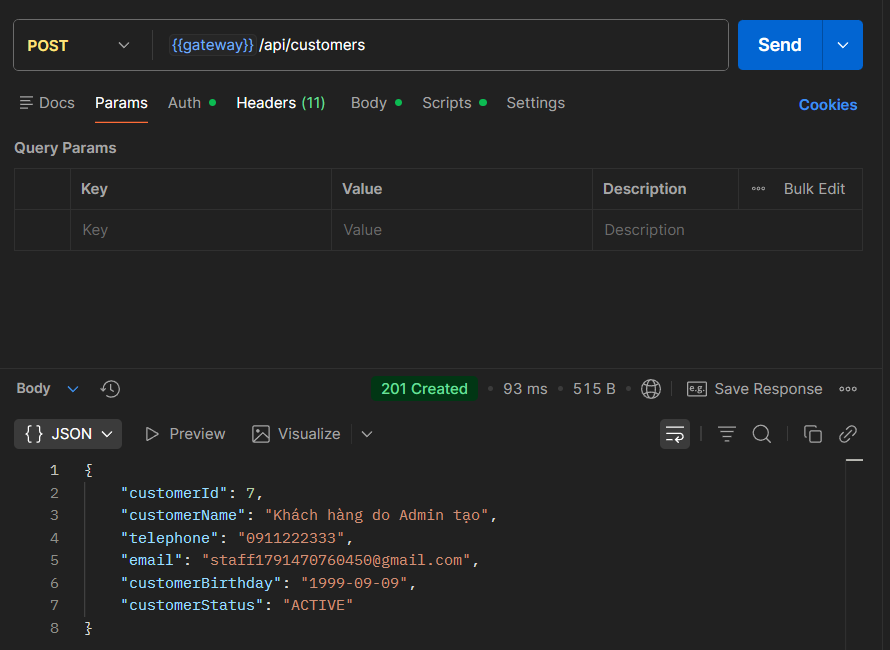 POST {{gateway}} /api/customers Send
Docs Params Auth Headers (11) Body Scripts Settings Cookies
Query Params
Key Value Description Bulk Edit
Key Value Description
Body 201 Created 93 ms 515 B e.g. Save Response
{ } JSON Preview Visualize
1 {
2 "customerId": 7,
3 "customerName": "Khách hàng do Admin tạo",
4 "telephone": "0911222333",
5 "email": "staff1791470760450@gmail.com",
6 "customerBirthday": "1999-09-09",
7 "customerStatus": "ACTIVE"
8 }